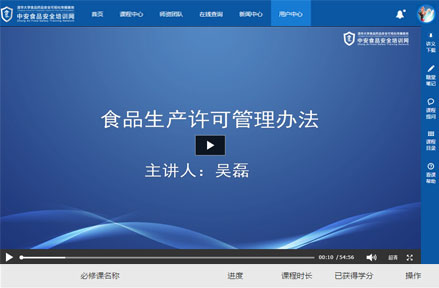 中安食品安全培训网
首页 课程中心 师资团队 在线查询 新闻中心 用户中心
中安食品安全培训网
食品生产许可管理办法
主讲人：吴磊
讲义下载
随堂笔记
课程提问
课程目录
看课帮助
00:10 / 54:56 超清
必修课名称 进度 课程时长 已获得学分 操作